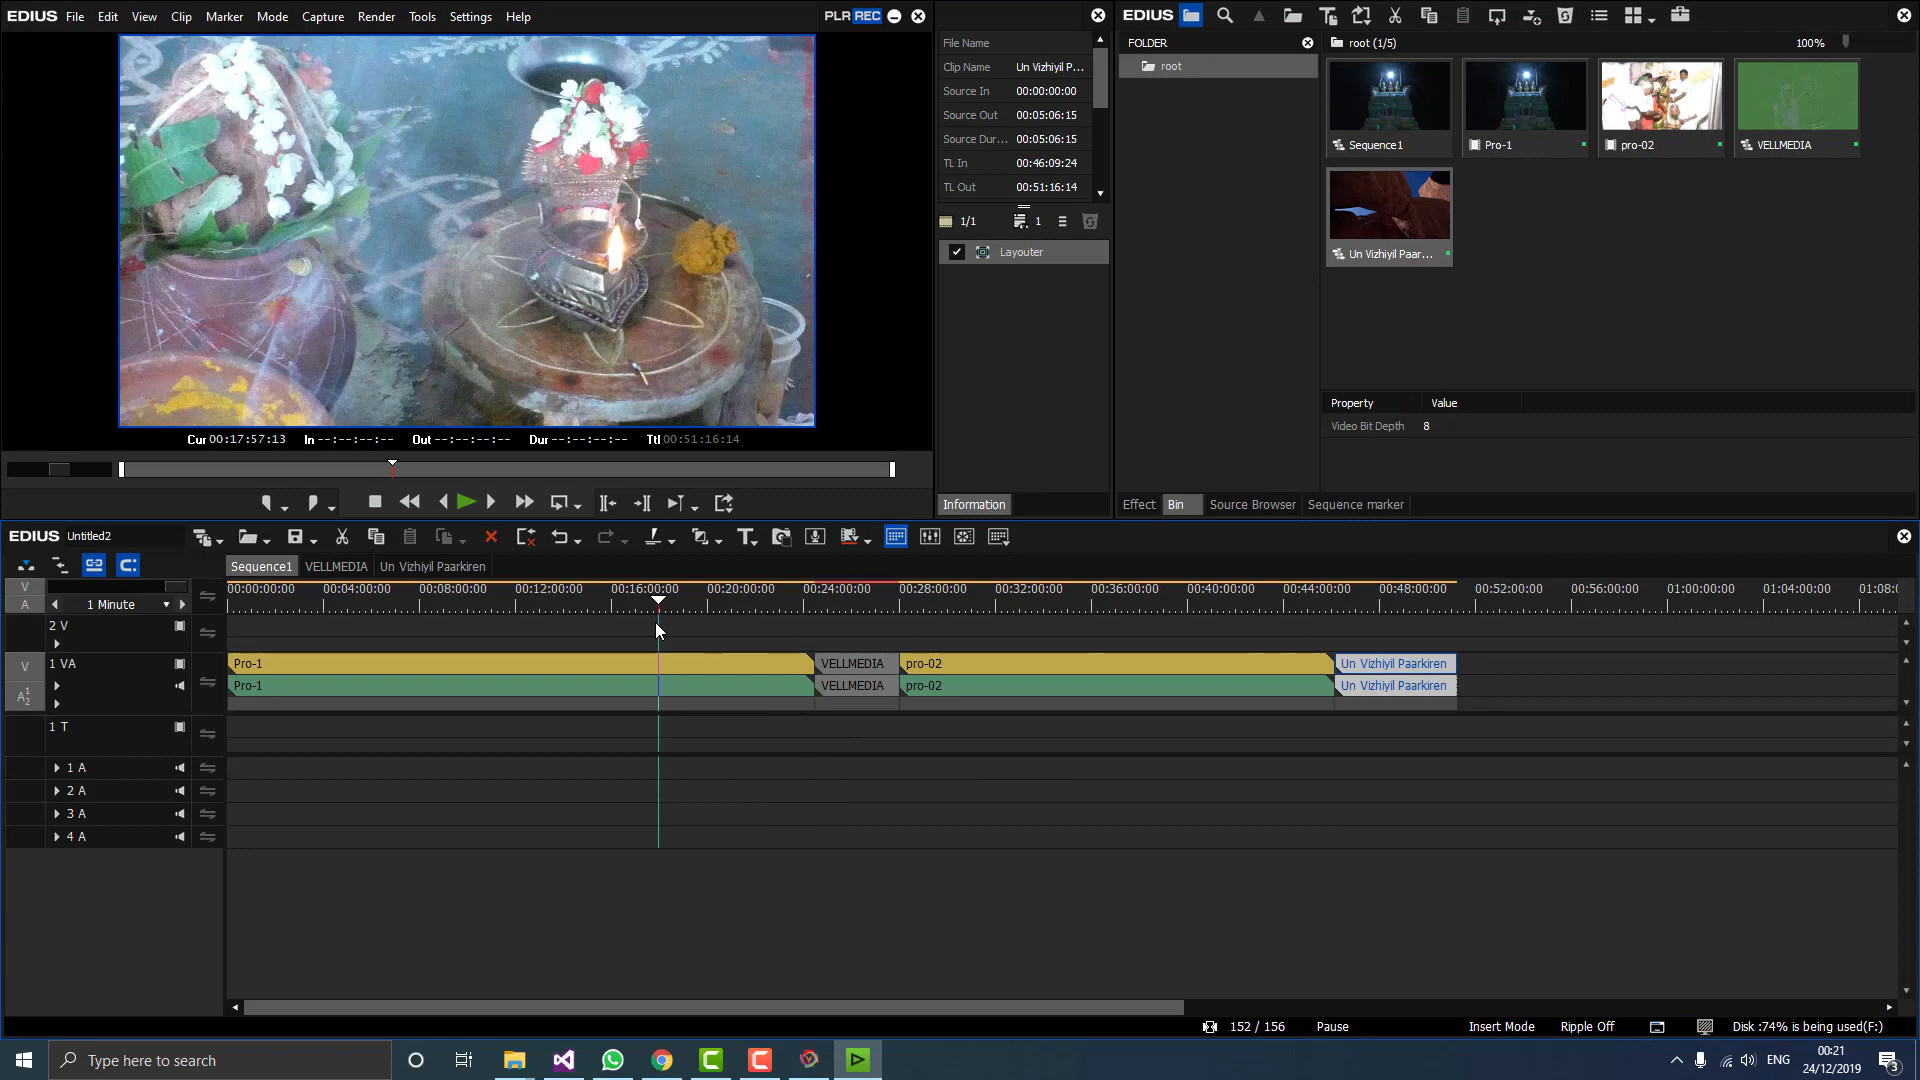 EDIUS File Edit View Clip Marker Mode Capture Render Tools Settings Help PLR REC
Cur 00:17:57:13 In --:--:--:-- Out --:--:--:-- Dur --:--:--:-- Ttl 00:51:16:14
File Name
Clip Name Un Vizhiyil P...
Source In 00:00:00:00
Source Out 00:05:06:15
Source Dur... 00:05:06:15
TL In 00:46:09:24
TL Out 00:51:16:14
1/1 1
Layouter
Information
EDIUS
FOLDER
root
root (1/5) 100%
Sequence1 Pro-1 pro-02 VELLMEDIA
Un Vizhiyil Paar...
Property Value
Video Bit Depth 8
Effect Bin Source Browser Sequence marker
EDIUS Untitled2
Sequence1 VELLMEDIA Un Vizhiyil Paarkiren
V
A 1 Minute
00:00:00:00 00:04:00:00 00:08:00:00 00:12:00:00 00:16:00:00 00:20:00:00 00:24:00:00 00:28:00:00 00:32:00:00 00:36:00:00 00:40:00:00 00:44:00:00 00:48:00:00 00:52:00:00 00:56:00:00 01:00:00:00 01:04:00:00 01:08:0
2 V
V 1 VA Pro-1 VELLMEDIA pro-02 Un Vizhiyil Paarkiren
A 1 2 Pro-1 VELLMEDIA pro-02 Un Vizhiyil Paarkiren
1 T
1 A
2 A
3 A
4 A
152 / 156 Pause Insert Mode Ripple Off Disk :74% is being used(F:)
Type here to search
ENG
00:21
24/12/2019
3